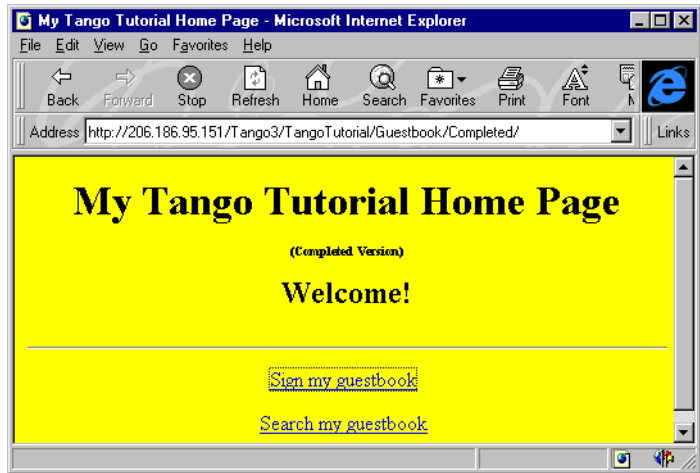 My Tango Tutorial Home Page - Microsoft Internet Explorer
File Edit View Go Favorites Help
Back Forward Stop Refresh Home Search Favorites Print Font
Address http://206.186.95.151/Tango3/TangoTutorial/Guestbook/Completed/ Links
My Tango Tutorial Home Page
(Completed Version)
Welcome!
Sign my guestbook
Search my guestbook